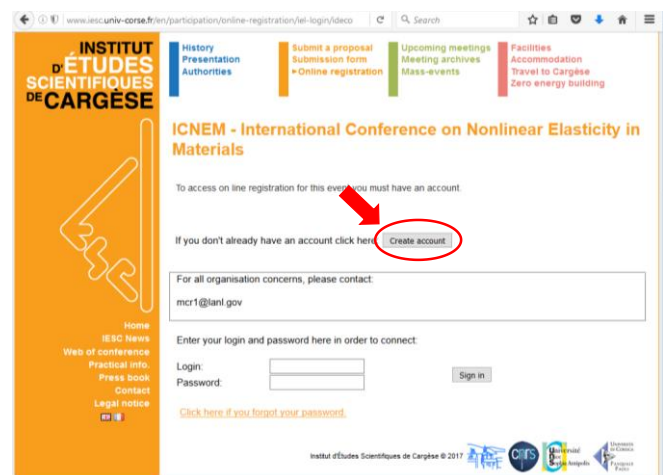 www.iesc.univ-corse.fr/en/participation/online-registration/iel-login/ideco
Search
INSTITUT
D'ÉTUDES
SCIENTIFIQUES
DE CARGÈSE
History
Presentation
Authorities
Submit a proposal
Submission form
Online registration
Upcoming meetings
Meeting archives
Mass-events
Facilities
Accommodation
Travel to Cargèse
Zero energy building
ICNEM - International Conference on Nonlinear Elasticity in
Materials
To access on line registration for this event you must have an account.
If you don't already have an account click here
Create account
For all organisation concerns, please contact:
mcr1@lanl.gov
Home
IESC News
Web of conference
Practical info.
Press book
Contact
Legal notice
Enter your login and password here in order to connect:
Login:
Password:
Sign in
Click here if you forgot your password.
Institut d'Études Scientifiques de Cargèse © 2017
cnrs